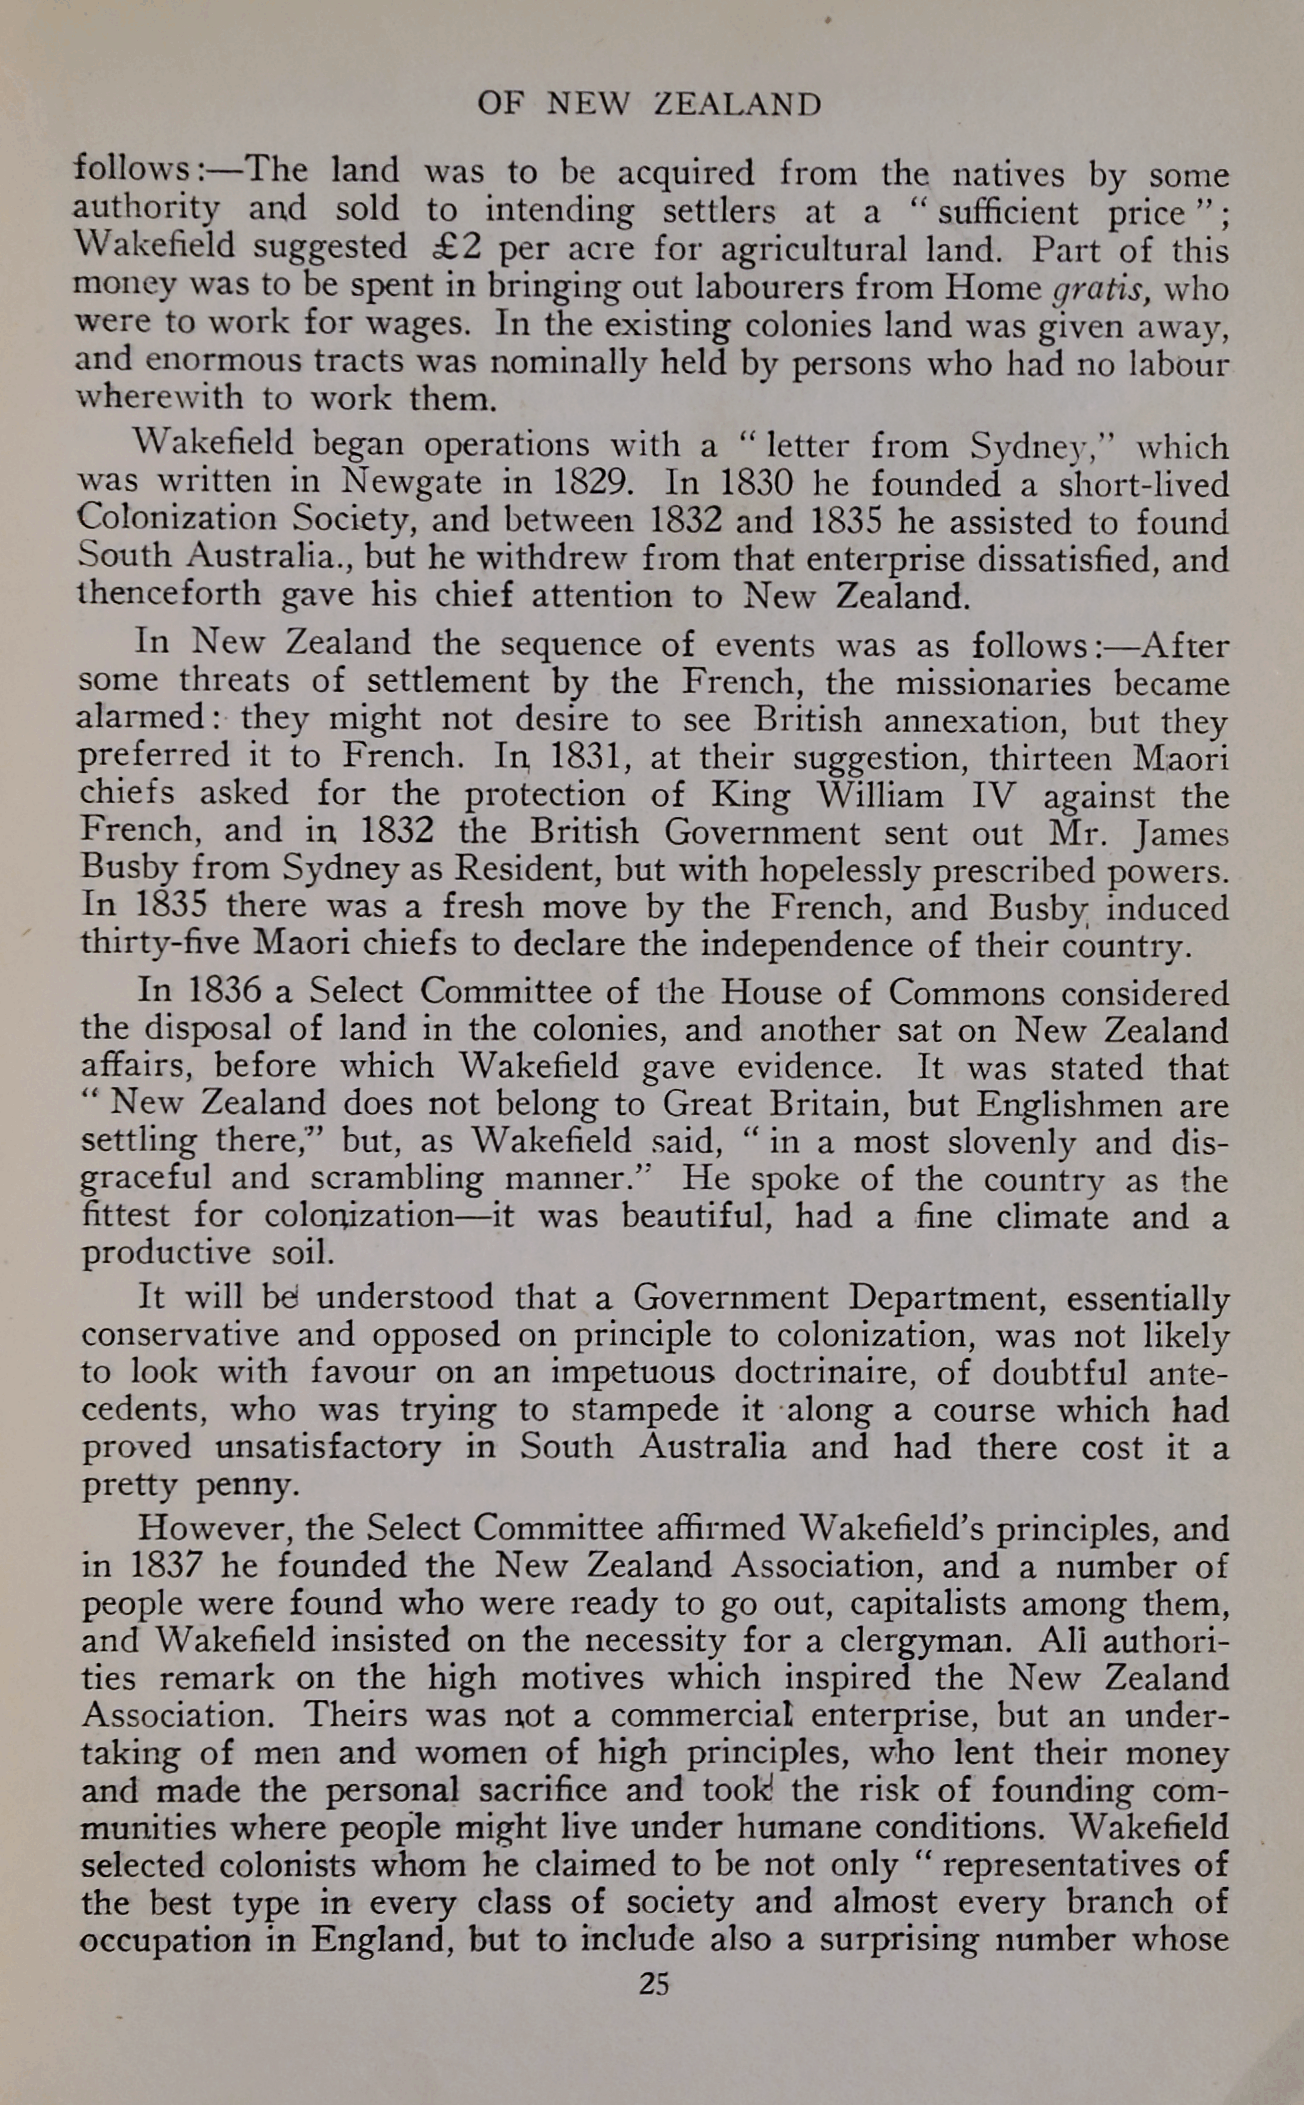 OF NEW ZEALAND
follows:—The land was to be acquired from the natives by some
authority and sold to intending settlers at a “ sufficient price ”;
Wakefield suggested £2 per acre for agricultural land. Part of this
money was to be spent in bringing out labourers from Home gratis, who
were to work for wages. In the existing colonies land was given away,
and enormous tracts was nominally held by persons who had no labour
wherewith to work them.
Wakefield began operations with a “ letter from Sydney,” which
was written in Newgate in 1829. In 1830 he founded a short-lived
Colonization Society, and between 1832 and 1835 he assisted to found
South Australia., but he withdrew from that enterprise dissatisfied, and
thenceforth gave his chief attention to New Zealand.
In New Zealand the sequence of events was as follows:—After
some threats of settlement by the French, the missionaries became
alarmed: they might not desire to see British annexation, but they
preferred it to French. In 1831, at their suggestion, thirteen Maori
chiefs asked for the protection of King William IV against the
French, and in 1832 the British Government sent out Mr. James
Busby from Sydney as Resident, but with hopelessly prescribed powers.
In 1835 there was a fresh move by the French, and Busby induced
thirty-five Maori chiefs to declare the independence of their country.
In 1836 a Select Committee of the House of Commons considered
the disposal of land in the colonies, and another sat on New Zealand
affairs, before which Wakefield gave evidence. It was stated that
“ New Zealand does not belong to Great Britain, but Englishmen are
settling there,” but, as Wakefield said, “ in a most slovenly and dis-
graceful and scrambling manner.” He spoke of the country as the
fittest for colonization—it was beautiful, had a fine climate and a
productive soil.
It will be understood that a Government Department, essentially
conservative and opposed on principle to colonization, was not likely
to look with favour on an impetuous doctrinaire, of doubtful ante-
cedents, who was trying to stampede it along a course which had
proved unsatisfactory in South Australia and had there cost it a
pretty penny.
However, the Select Committee affirmed Wakefield’s principles, and
in 1837 he founded the New Zealand Association, and a number of
people were found who were ready to go out, capitalists among them,
and Wakefield insisted on the necessity for a clergyman. All authori-
ties remark on the high motives which inspired the New Zealand
Association. Theirs was not a commercial enterprise, but an under-
taking of men and women of high principles, who lent their money
and made the personal sacrifice and took the risk of founding com-
munities where people might live under humane conditions. Wakefield
selected colonists whom he claimed to be not only “ representatives of
the best type in every class of society and almost every branch of
occupation in England, but to include also a surprising number whose
25